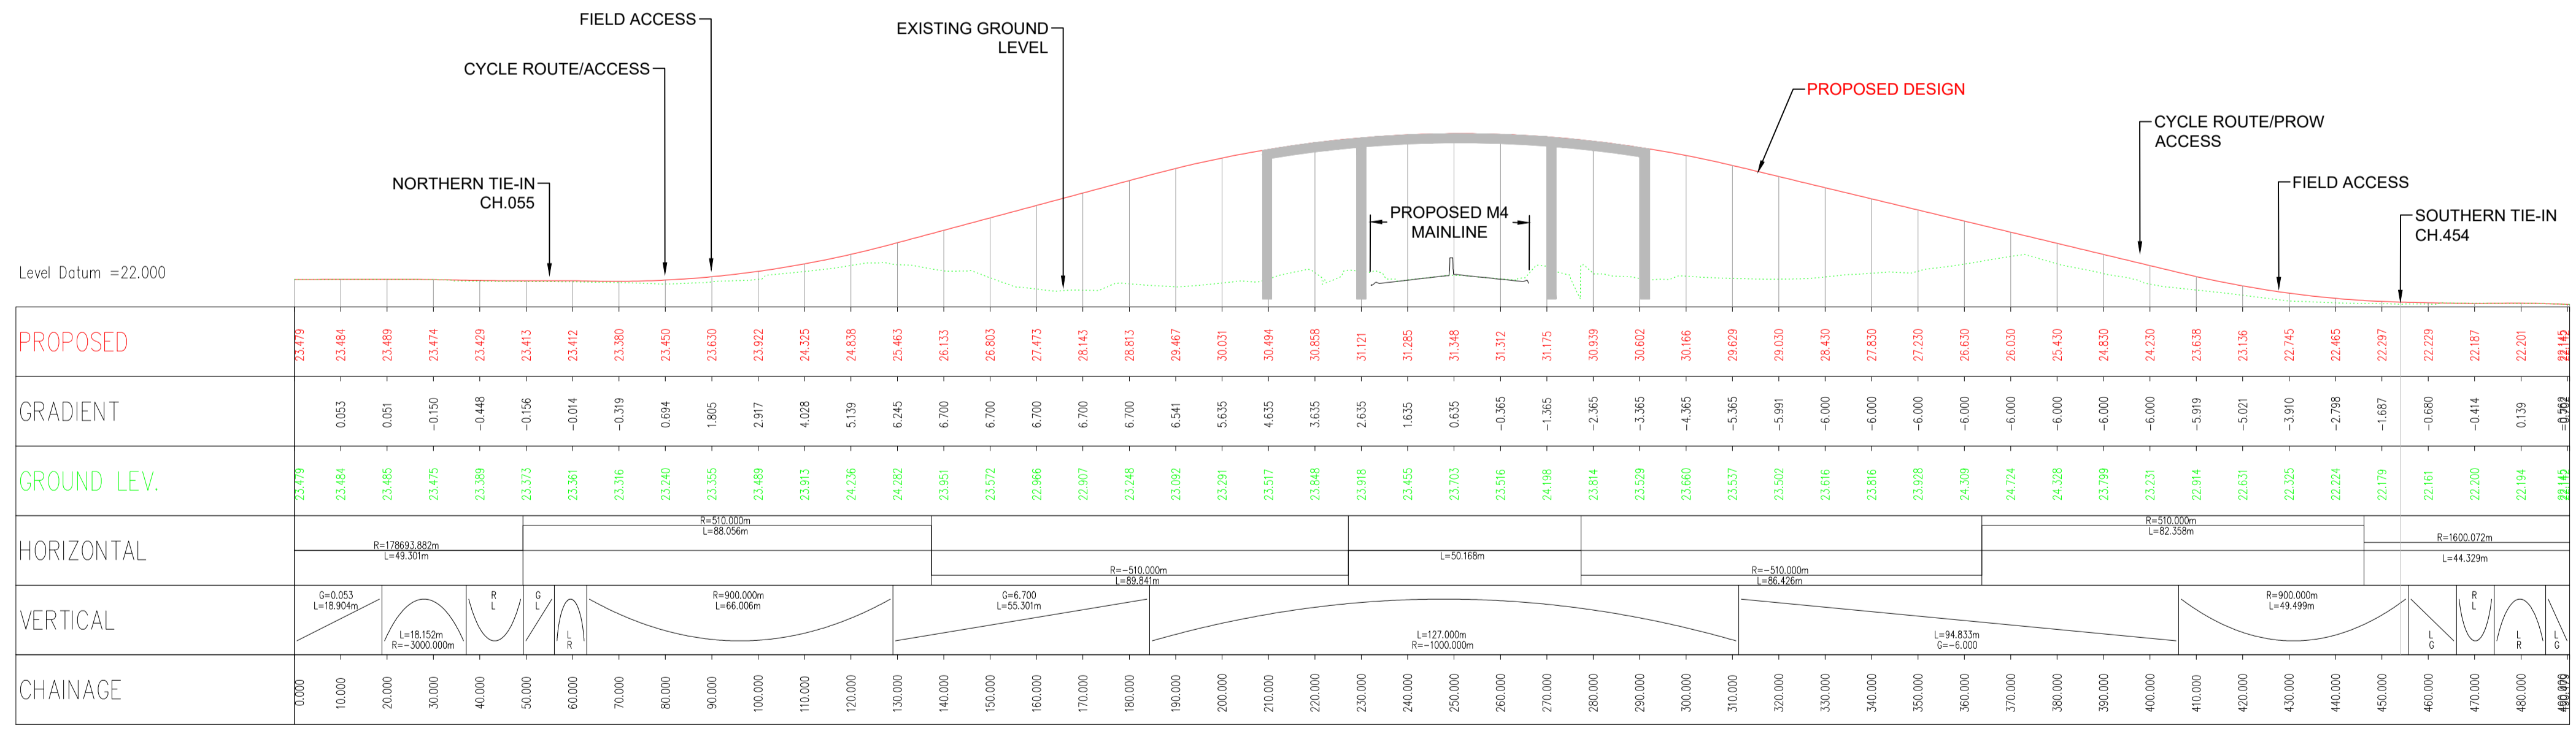 FIELD ACCESS
EXISTING GROUND
LEVEL
CYCLE ROUTE/ACCESS
PROPOSED DESIGN
CYCLE ROUTE/PROW
ACCESS
NORTHERN TIE-IN
CH.055
FIELD ACCESS
PROPOSED M4
MAINLINE
SOUTHERN TIE-IN
CH.454
Level Datum =22.000
PROPOSED 23.479 23.484 23.489 23.474 23.429 23.413 23.412 23.380 23.450 23.630 23.922 24.325 24.838 25.463 26.133 26.803 27.473 28.143 28.813 29.467 30.031 30.494 30.858 31.121 31.285 31.348 31.312 31.175 30.939 30.602 30.166 29.629 29.030 28.430 27.830 27.230 26.630 26.030 25.430 24.830 24.230 23.638 23.136 22.745 22.465 22.297 22.229 22.187 22.201
GRADIENT 0.053 0.051 -0.150 -0.448 -0.156 -0.014 -0.319 0.694 1.805 2.917 4.028 5.139 6.245 6.700 6.700 6.700 6.700 6.700 6.541 5.635 4.635 3.635 2.635 1.635 0.635 -0.365 -1.365 -2.365 -3.365 -4.365 -5.365 -5.991 -6.000 -6.000 -6.000 -6.000 -6.000 -6.000 -6.000 -6.000 -5.919 -5.021 -3.910 -2.798 -1.687 -0.680 -0.414 0.139
GROUND LEV. 23.479 23.484 23.485 23.475 23.389 23.373 23.361 23.316 23.240 23.355 23.489 23.913 24.236 24.282 23.951 23.572 22.966 22.907 23.248 23.092 23.291 23.517 23.848 23.918 23.455 23.703 23.516 24.198 23.814 23.529 23.660 23.537 23.502 23.616 23.816 23.928 24.309 24.724 24.328 23.799 23.231 22.914 22.631 22.325 22.224 22.179 22.161 22.200 22.194
HORIZONTAL
R=178693.882m
L=49.301m
R=510.000m
L=88.056m
R=-510.000m
L=89.841m
L=50.168m
R=-510.000m
L=86.426m
R=510.000m
L=82.358m
R=1600.072m
L=44.329m
VERTICAL
G=0.053
L=18.904m
L=18.152m
R=-3000.000m
R
L
G
L
L
R
R=900.000m
L=66.006m
G=6.700
L=55.301m
L=127.000m
R=-1000.000m
L=94.833m
G=-6.000
R=900.000m
L=49.499m
L
G
R
L
L
R
L
G
CHAINAGE 0.000 10.000 20.000 30.000 40.000 50.000 60.000 70.000 80.000 90.000 100.000 110.000 120.000 130.000 140.000 150.000 160.000 170.000 180.000 190.000 200.000 210.000 220.000 230.000 240.000 250.000 260.000 270.000 280.000 290.000 300.000 310.000 320.000 330.000 340.000 350.000 360.000 370.000 380.000 390.000 400.000 410.000 420.000 430.000 440.000 450.000 460.000 470.000 480.000